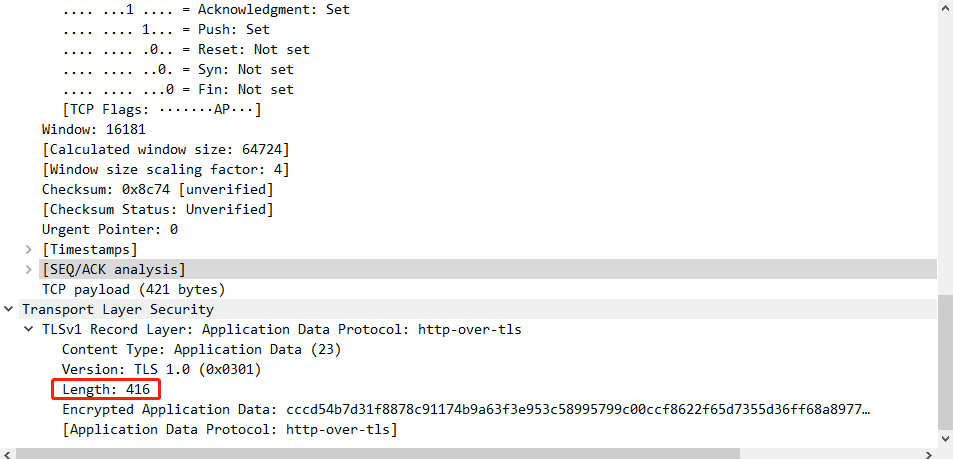 .... ...1 .... = Acknowledgment: Set
.... .... 1... = Push: Set
.... .... .0.. = Reset: Not set
.... .... ..0. = Syn: Not set
.... .... ...0 = Fin: Not set
[TCP Flags: ·······AP···]
Window: 16181
[Calculated window size: 64724]
[Window size scaling factor: 4]
Checksum: 0x8c74 [unverified]
[Checksum Status: Unverified]
Urgent Pointer: 0
[Timestamps]
[SEQ/ACK analysis]
TCP payload (421 bytes)
Transport Layer Security
TLSv1 Record Layer: Application Data Protocol: http-over-tls
Content Type: Application Data (23)
Version: TLS 1.0 (0x0301)
Length: 416
Encrypted Application Data: cccd54b7d31f8878c91174b9a63f3e953c58995799c00ccf8622f65d7355d36ff68a8977…
[Application Data Protocol: http-over-tls]